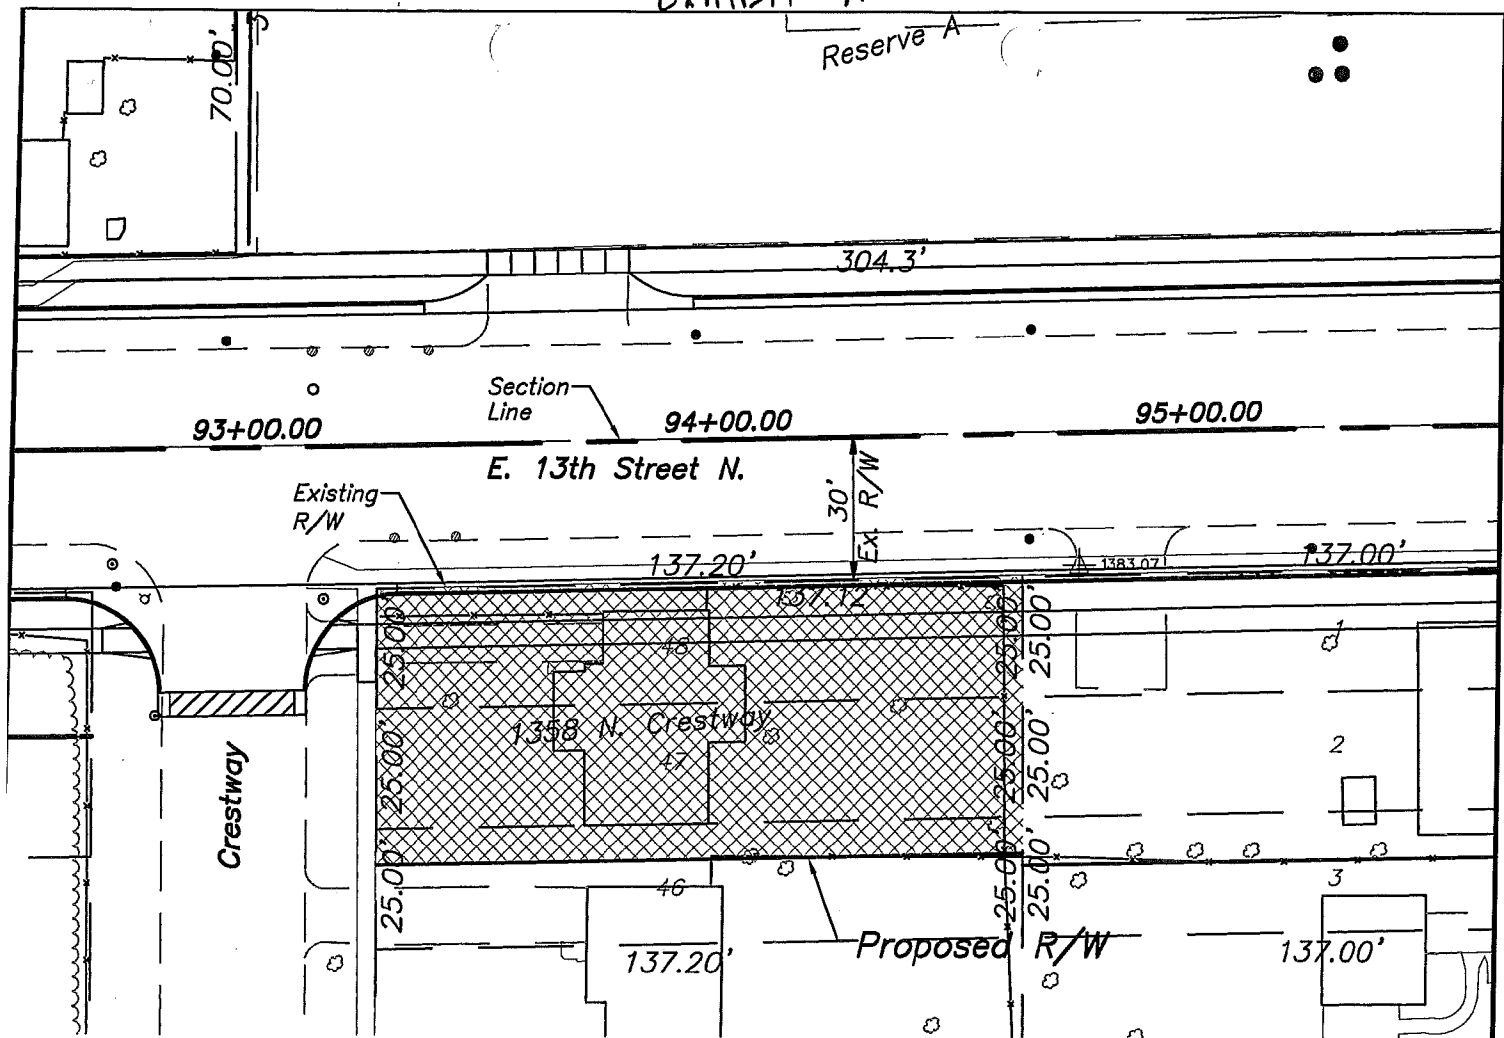 Reserve A
70.00'
304.3'
Section
Line
93+00.00
94+00.00
95+00.00
E. 13th Street N.
30'
Ex. R/W
Existing
R/W
137.20'
137.00'
1383.07
137.12
25.00'
25.00'
25.00'
48
1
1358 N. Crestway
47
2
25.00'
25.00'
25.00'
25.00'
Crestway
46
3
25.00'
25.00'
25.00'
Proposed R/W
137.20'
137.00'